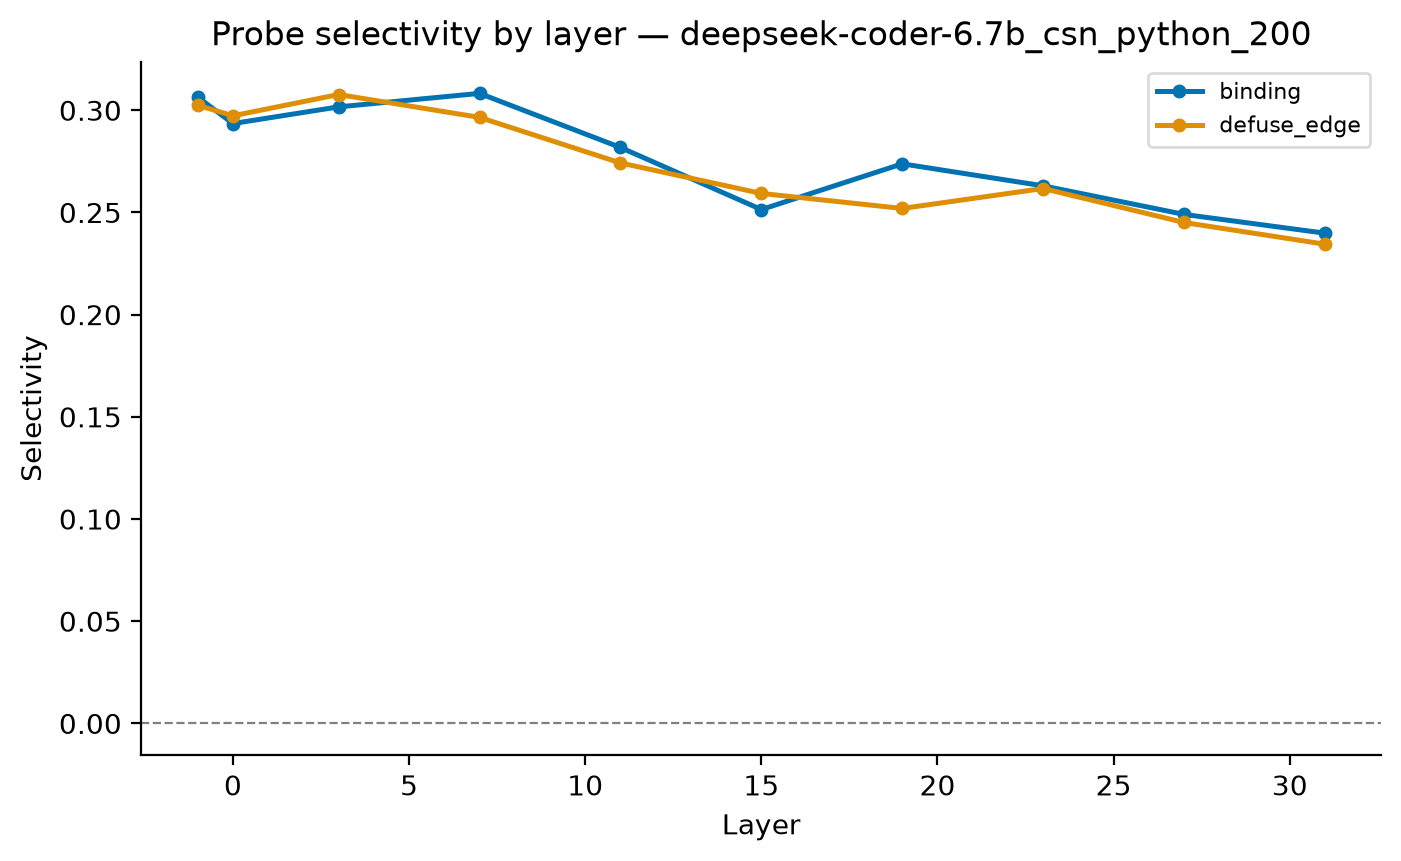 Probe selectivity by layer — deepseek-coder-6.7b_csn_python_200
binding
defuse_edge
Selectivity
0.30
0.25
0.20
0.15
0.10
0.05
0.00
0 5 10 15 20 25 30
Layer